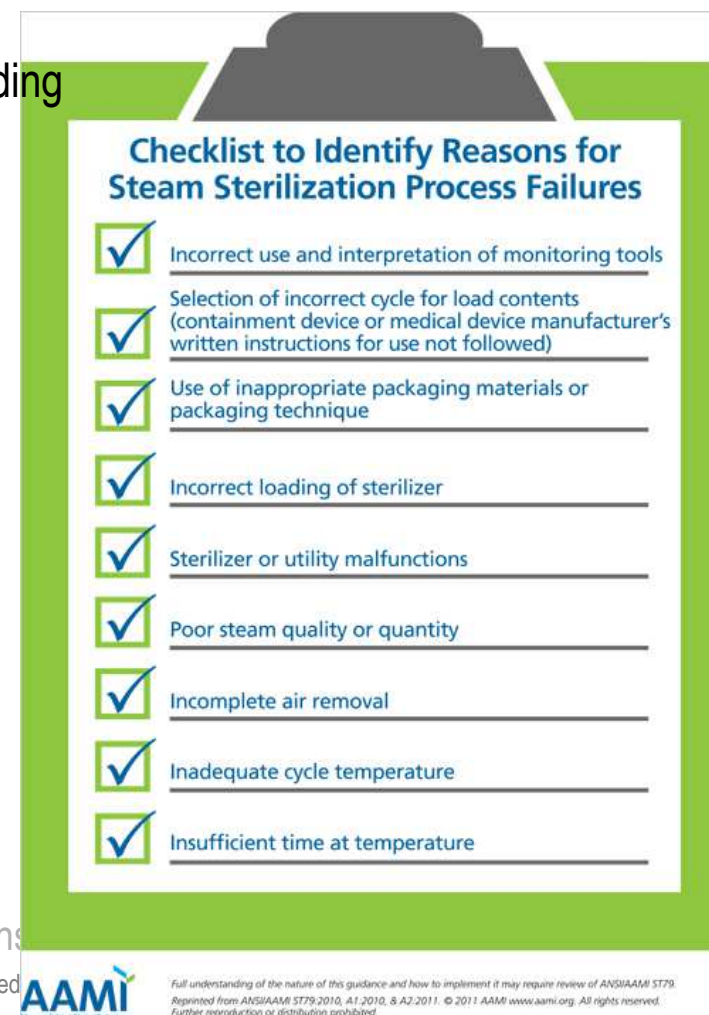 ding
Checklist to Identify Reasons for
Steam Sterilization Process Failures
Incorrect use and interpretation of monitoring tools
Selection of incorrect cycle for load contents
(containment device or medical device manufacturer's
written instructions for use not followed)
Use of inappropriate packaging materials or
packaging technique
Incorrect loading of sterilizer
Sterilizer or utility malfunctions
Poor steam quality or quantity
Incomplete air removal
Inadequate cycle temperature
Insufficient time at temperature
ns
ed
AAMI
Full understanding of the nature of this guidance and how to implement it may require review of ANSI/AAMI ST79.
Reprinted from ANSI/AAMI ST79:2010, A1:2010, & A2:2011. © 2011 AAMI www.aami.org. All rights reserved.
Further reproduction or distribution prohibited.